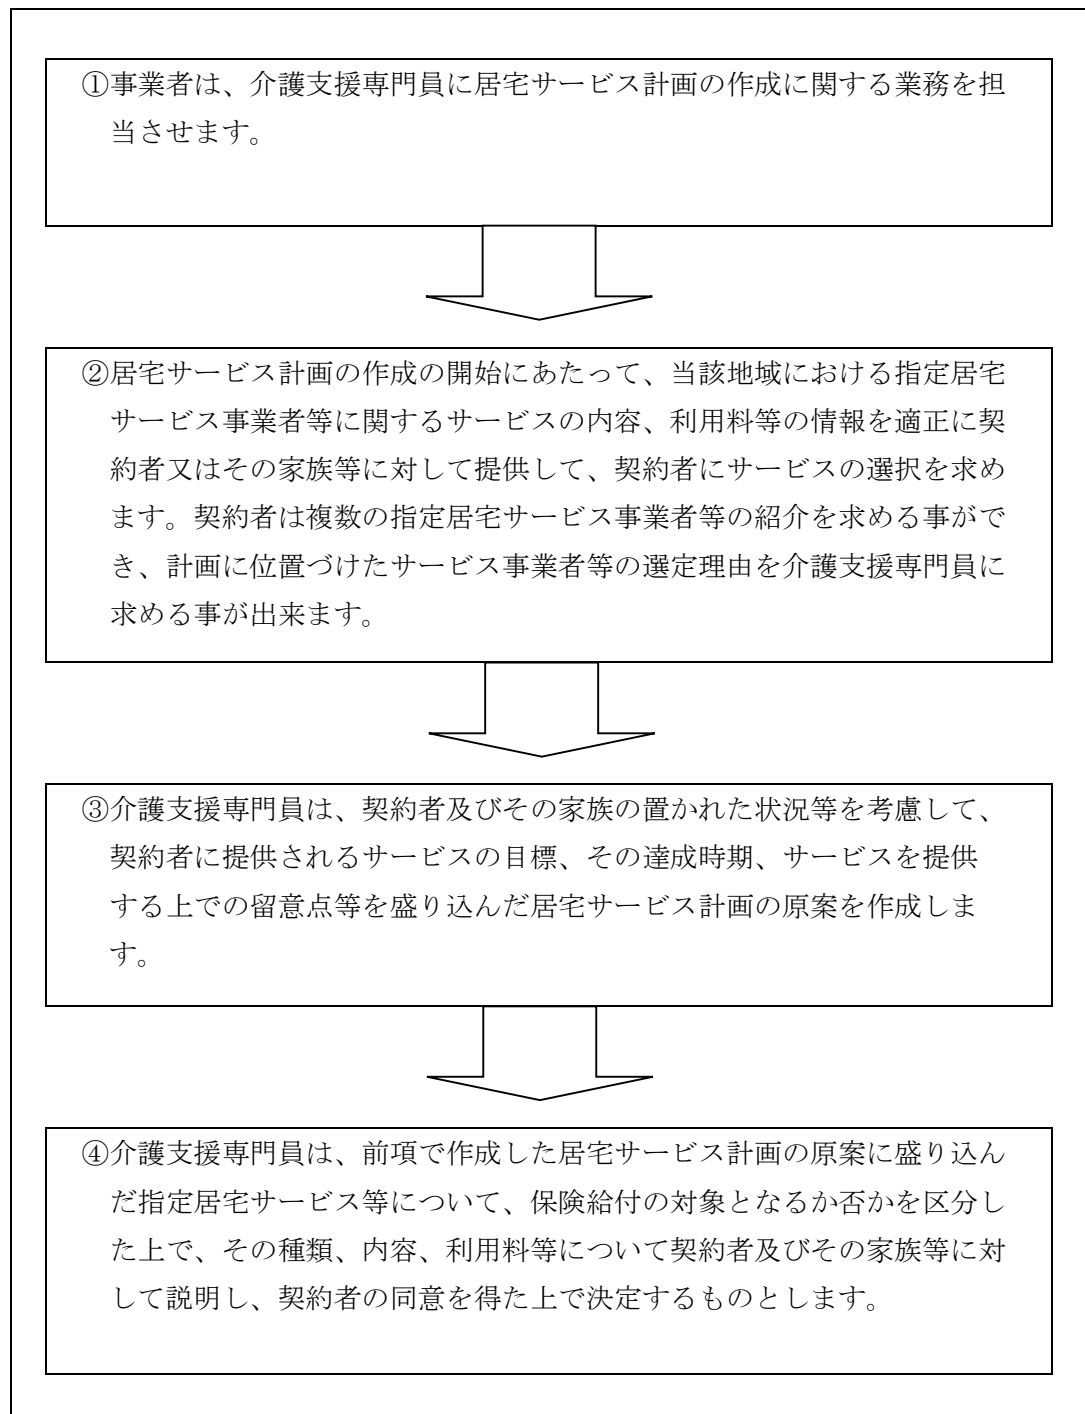 ①事業者は、介護支援専門員に居宅サービス計画の作成に関する業務を担
当させます。
②居宅サービス計画の作成の開始にあたって、当該地域における指定居宅
サービス事業者等に関するサービスの内容、利用料等の情報を適正に契
約者又はその家族等に対して提供して、契約者にサービスの選択を求め
ます。契約者は複数の指定居宅サービス事業者等の紹介を求める事ができ
き、計画に位置づけたサービス事業者等の選定理由を介護支援専門員に
求める事が出来ます。
③介護支援専門員は、契約者及びその家族の置かれた状況等を考慮して、
契約者に提供されるサービスの目標、その達成時期、サービスを提供
する上での留意点等を盛り込んだ居宅サービス計画の原案を作成しま
す。
④介護支援専門員は、前項で作成した居宅サービス計画の原案に盛り込ん
だ指定居宅サービス等について、保険給付の対象となるか否かを区分し
た上で、その種類、内容、利用料等について契約者及びその家族等に対
して説明し、契約者の同意を得た上で決定するものとします。